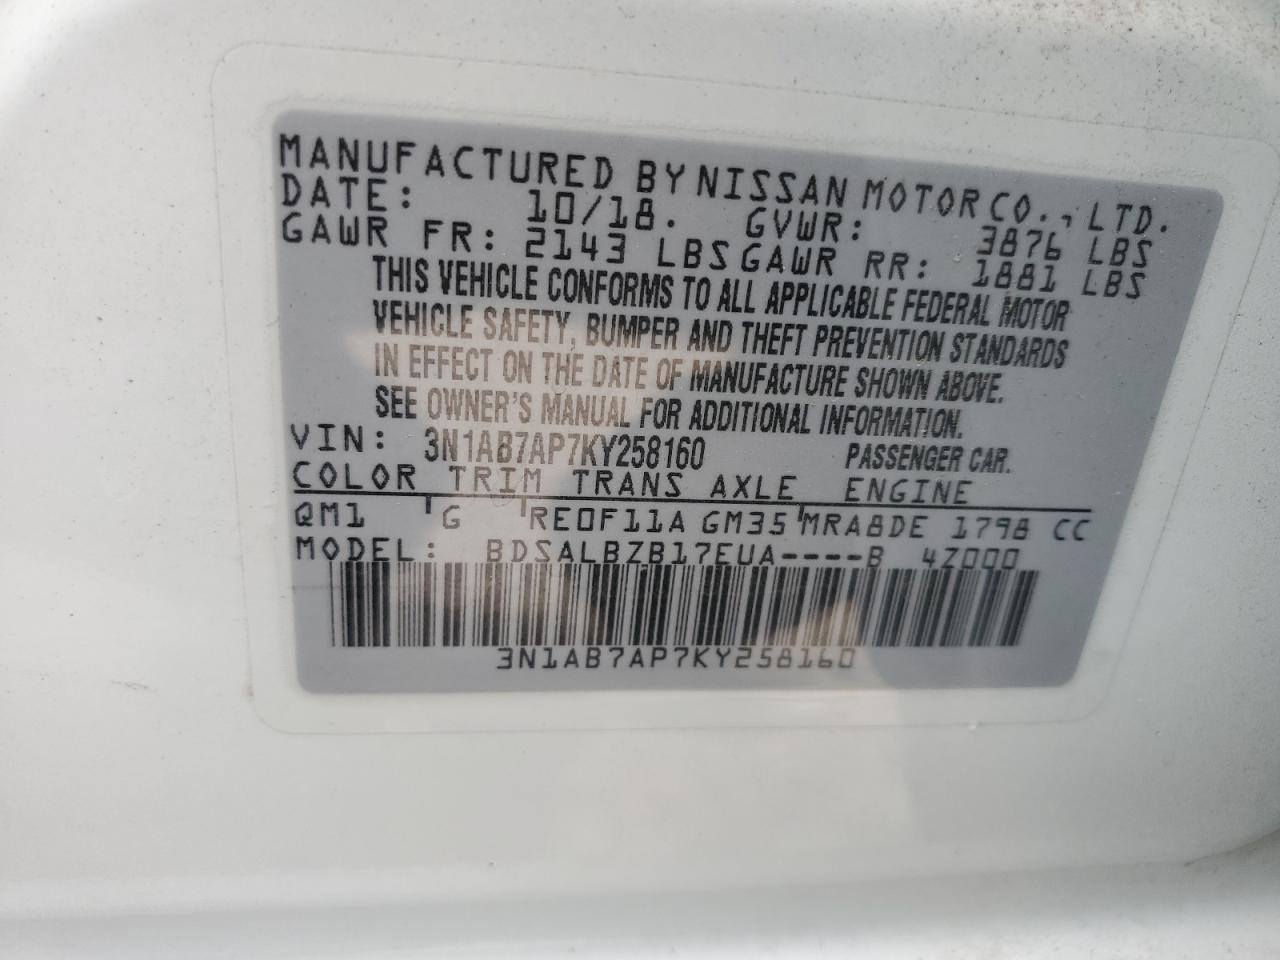 MANUFACTURED BY NISSAN MOTOR CO., LTD.
DATE: 10/18. GVWR: 3876 LBS
GAWR FR: 2143 LBS GAWR RR: 1881 LBS
THIS VEHICLE CONFORMS TO ALL APPLICABLE FEDERAL MOTOR
VEHICLE SAFETY, BUMPER AND THEFT PREVENTION STANDARDS
IN EFFECT ON THE DATE OF MANUFACTURE SHOWN ABOVE.
SEE OWNER'S MANUAL FOR ADDITIONAL INFORMATION.
VIN: 3N1AB7AP7KY258160 PASSENGER CAR.
COLOR TRIM TRANS AXLE ENGINE
QM1 G RE0F11A GM35 MRA8DE 1798 CC
MODEL: BDSALBZB17EUA----B 4Z000
3N1AB7AP7KY258160